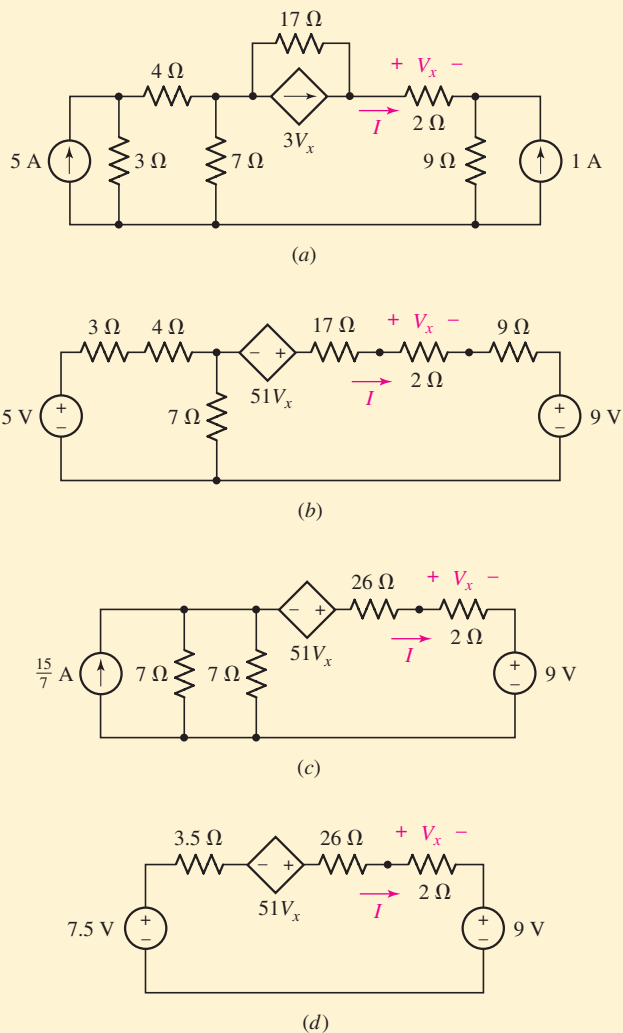 17 Ω
4 Ω
+ Vx −
3Vx
I
2 Ω
5 A
3 Ω
7 Ω
9 Ω
1 A
(a)
3 Ω 4 Ω
17 Ω
+ Vx −
9 Ω
− +
51Vx
I
2 Ω
5 V
+
−
7 Ω
+
−
9 V
(b)
26 Ω
+ Vx −
− +
51Vx
I
2 Ω
15/7 A
7 Ω
7 Ω
+
−
9 V
(c)
3.5 Ω
26 Ω
+ Vx −
− +
51Vx
I
2 Ω
7.5 V
+
−
+
−
9 V
(d)